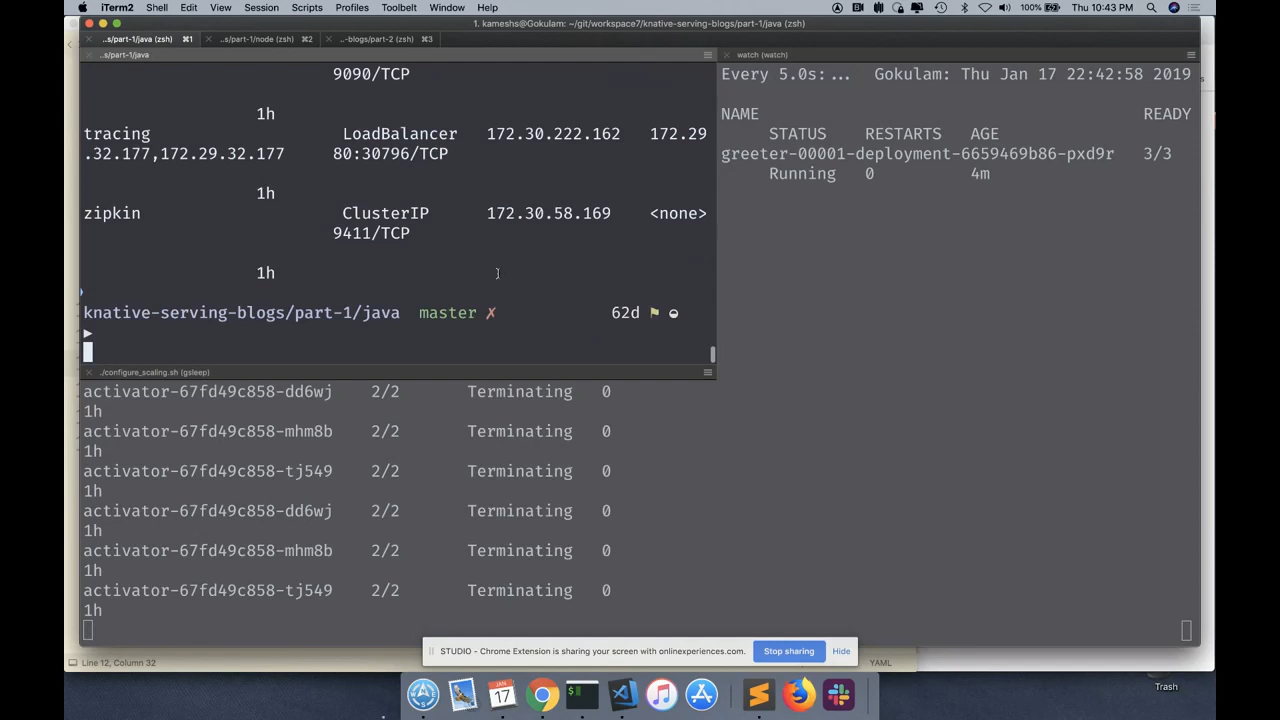 iTerm2 Shell Edit View Session Scripts Profiles Toolbelt Window Help 100% Thu 10:43 PM
1. kameshs@Gokulam: ~/git/workspace7/knative-serving-blogs/part-1/java (zsh)
..s/part-1/java (zsh) ⌘1 ..s/part-1/node (zsh) ⌘2 ..-blogs/part-2 (zsh) ⌘3
..s/part-1/java
9090/TCP
1h
tracing LoadBalancer 172.30.222.162 172.29
.32.177,172.29.32.177 80:30796/TCP
1h
zipkin ClusterIP 172.30.58.169 <none>
9411/TCP
1h
knative-serving-blogs/part-1/java master ✗ 62d
watch (watch)
Every 5.0s:... Gokulam: Thu Jan 17 22:42:58 2019
NAME READY
STATUS RESTARTS AGE
greeter-00001-deployment-6659469b86-pxd9r 3/3
Running 0 4m
./configure_scaling.sh (gsleep)
activator-67fd49c858-dd6wj 2/2 Terminating 0
1h
activator-67fd49c858-mhm8b 2/2 Terminating 0
1h
activator-67fd49c858-tj549 2/2 Terminating 0
1h
activator-67fd49c858-dd6wj 2/2 Terminating 0
1h
activator-67fd49c858-mhm8b 2/2 Terminating 0
1h
activator-67fd49c858-tj549 2/2 Terminating 0
1h
STUDIO - Chrome Extension is sharing your screen with onlinexperiences.com. Stop sharing Hide
Line 12, Column 32 YAML
JAN
17
Trash